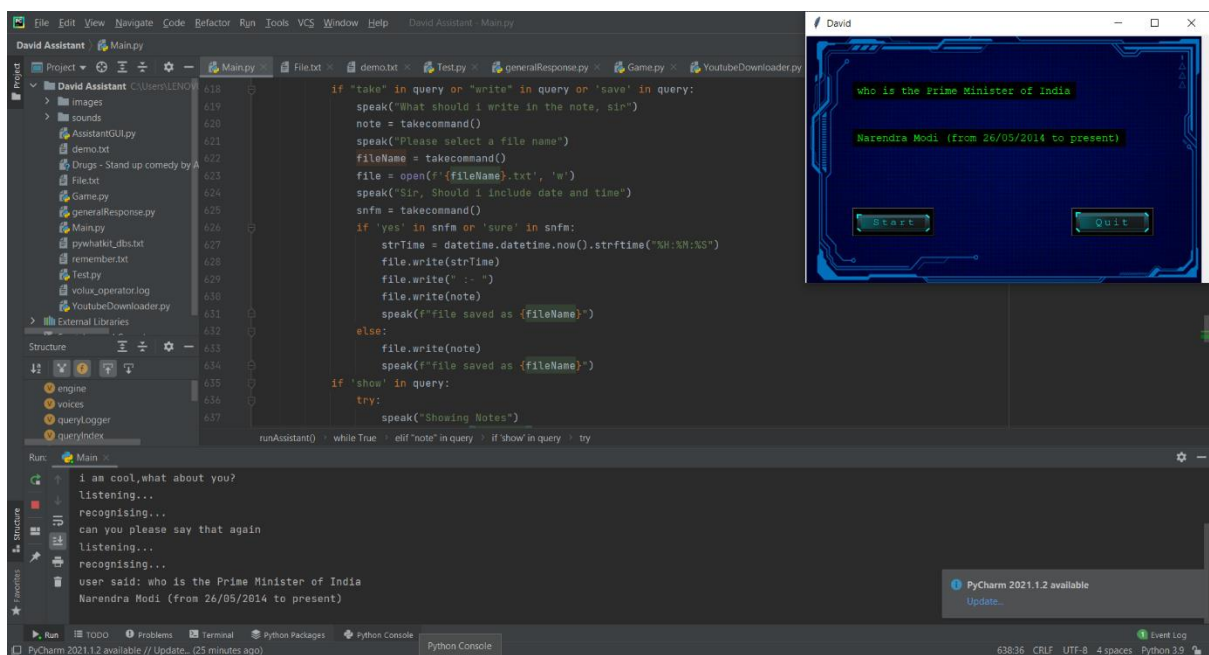 File Edit View Navigate Code Refactor Run Tools VCS Window Help David Assistant - Main.py
David Assistant Main.py
Project
Main.py File.txt demo.txt Test.py generalResponse.py Game.py YoutubeDownloader.py
David Assistant C:\Users\LENOV
images
sounds
AssistantGUI.py
demo.txt
Drugs - Stand up comedy by A
File.txt
Game.py
generalResponse.py
Main.py
pywhatkit_dbs.txt
remember.txt
Test.py
volux_operator.log
YoutubeDownloader.py
External Libraries
Structure
engine
voices
queryLogger
queryIndex
618 if "take" in query or "write" in query or 'save' in query:
619 speak("What should i write in the note, sir")
620 note = takecommand()
621 speak("Please select a file name")
622 fileName = takecommand()
623 file = open(f'{fileName}.txt', 'w')
624 speak("Sir, Should i include date and time")
625 snfm = takecommand()
626 if 'yes' in snfm or 'sure' in snfm:
627 strTime = datetime.datetime.now().strftime("%H:%M:%S")
628 file.write(strTime)
629 file.write(" :- ")
630 file.write(note)
631 speak(f"file saved as {fileName}")
632 else:
633 file.write(note)
634 speak(f"file saved as {fileName}")
635 if 'show' in query:
636 try:
637 speak("Showing Notes")
runAssistant() while True elif "note" in query if 'show' in query try
David
who is the Prime Minister of India
Narendra Modi (from 26/05/2014 to present)
Start Quit
Run: Main
i am cool,what about you?
listening...
recognising...
can you please say that again
listening...
recognising...
user said: who is the Prime Minister of India
Narendra Modi (from 26/05/2014 to present)
Structure
Favorites
PyCharm 2021.1.2 available
Update...
Run TODO Problems Terminal Python Packages Python Console
Python Console
1 Event Log
PyCharm 2021.1.2 available // Update... (25 minutes ago)
638:36 CRLF UTF-8 4 spaces Python 3.9